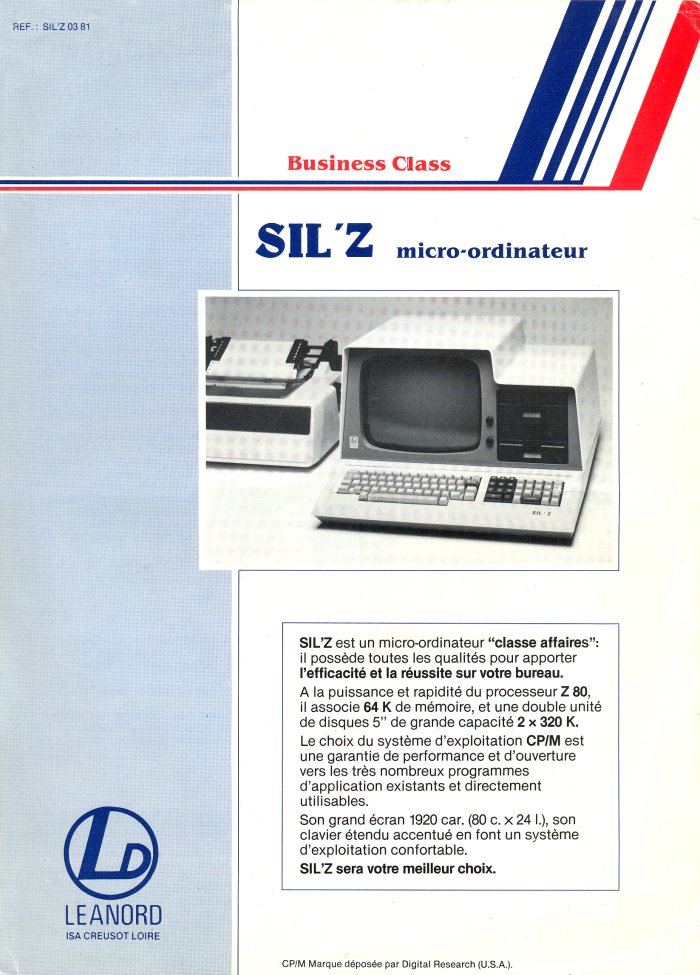 REF. : SIL'Z 03 81
Business Class
SIL'Z micro-ordinateur
SIL'Z
SIL'Z est un micro-ordinateur “classe affaires”:
il possède toutes les qualités pour apporter
l'efficacité et la réussite sur votre bureau.
A la puissance et rapidité du processeur Z 80,
il associe 64 K de mémoire, et une double unité
de disques 5” de grande capacité 2 × 320 K.
Le choix du système d'exploitation CP/M est
une garantie de performance et d'ouverture
vers les très nombreux programmes
d'application existants et directement
utilisables.
Son grand écran 1920 car. (80 c. × 24 l.), son
clavier étendu accentué en font un système
d'exploitation confortable.
SIL'Z sera votre meilleur choix.
LD
LEANORD
ISA CREUSOT LOIRE
CP/M Marque déposée par Digital Research (U.S.A.).